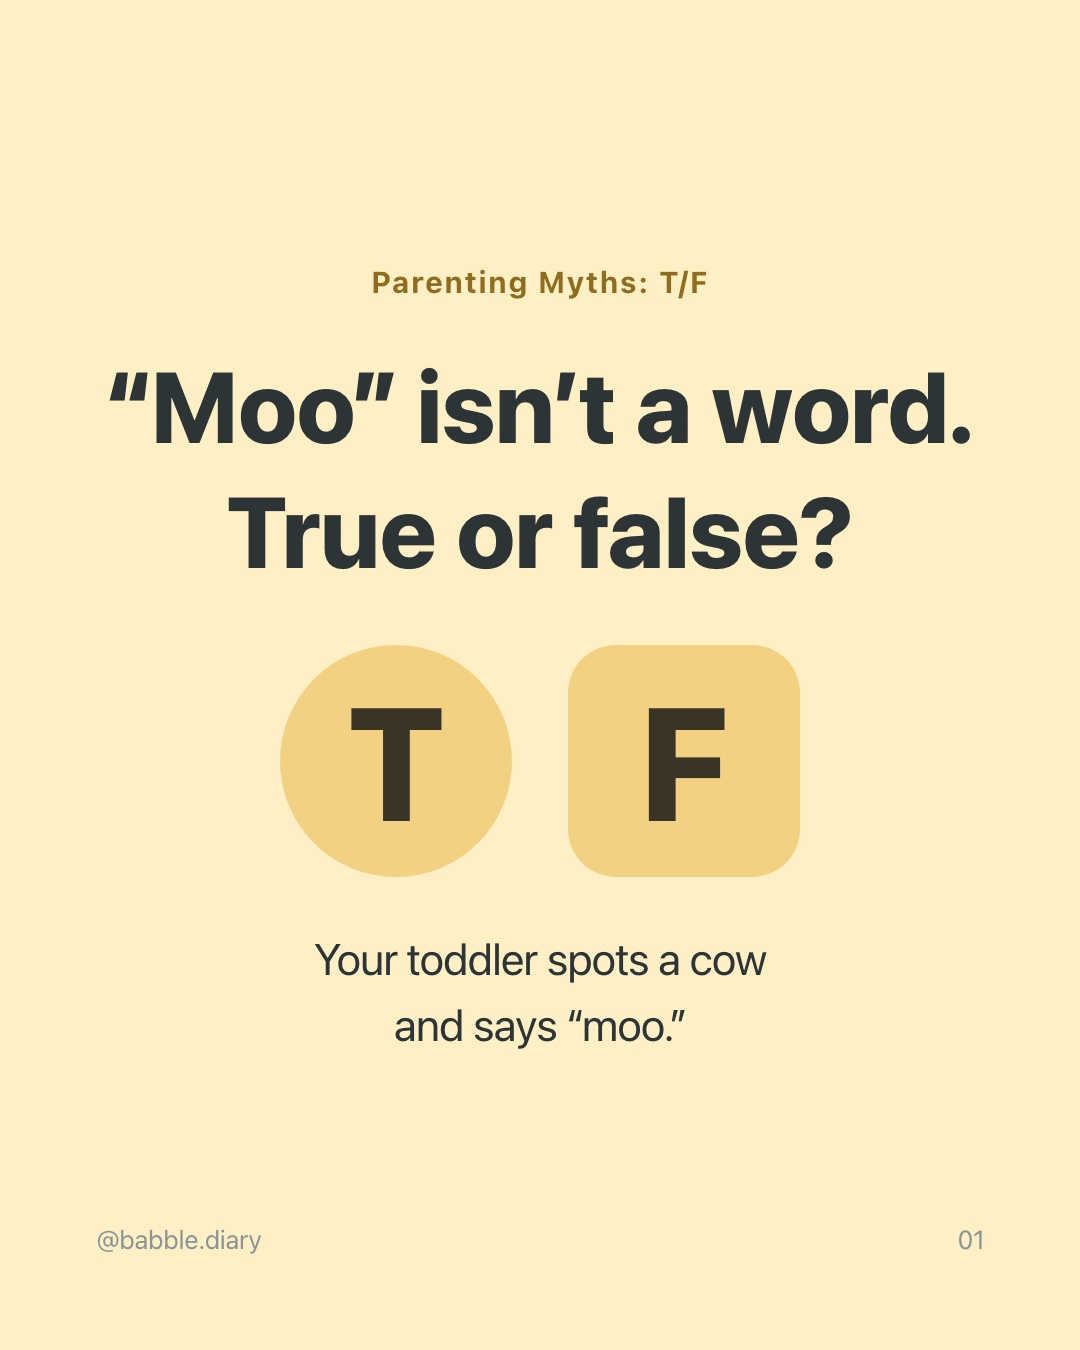 Parenting Myths: T/F
“Moo” isn’t a word.
True or false?
T F
Your toddler spots a cow
and says “moo.”
@babble.diary 01